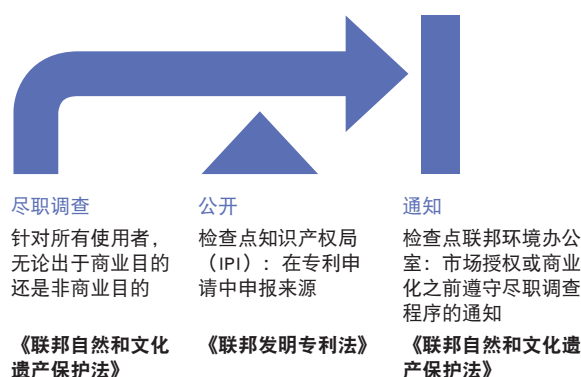 尽职调查
针对所有使用者，
无论出于商业目的
还是非商业目的
《联邦自然和文化
遗产保护法》
公开
检查点知识产权局
（IPI）：在专利申
请中申报来源
《联邦发明专利法》
通知
检查点联邦环境办公
室：市场授权或商业
化之前遵守尽职调查
程序的通知
《联邦自然和文化遗
产保护法》